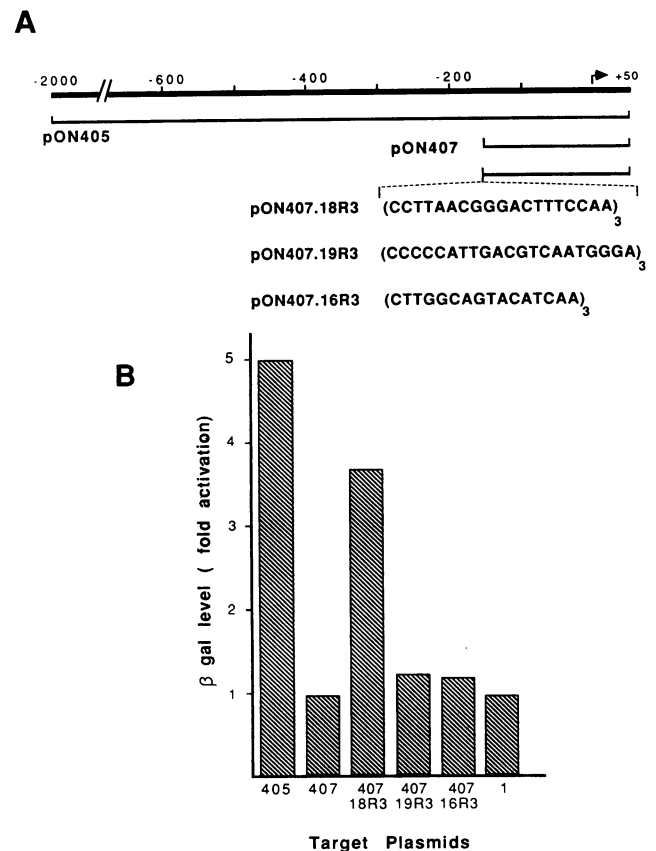 A
-2000 -600 -400 -200 +50
pON405
pON407
pON407.18R3 (CCTTAACGGGACTTTCCAA)3
pON407.19R3 (CCCCCATTGACGTCAATGGGA)3
pON407.16R3 (CTTGGCAGTACATCAA)3
B
β gal level ( fold activation)
5
4
3
2
1
405 407 407 407 407 1
18R3 19R3 16R3
Target Plasmids